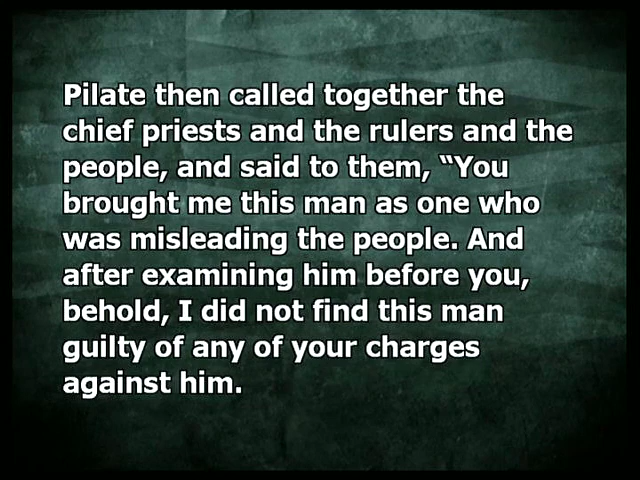 Pilate then called together the
chief priests and the rulers and the
people, and said to them, “You
brought me this man as one who
was misleading the people. And
after examining him before you,
behold, I did not find this man
guilty of any of your charges
against him.